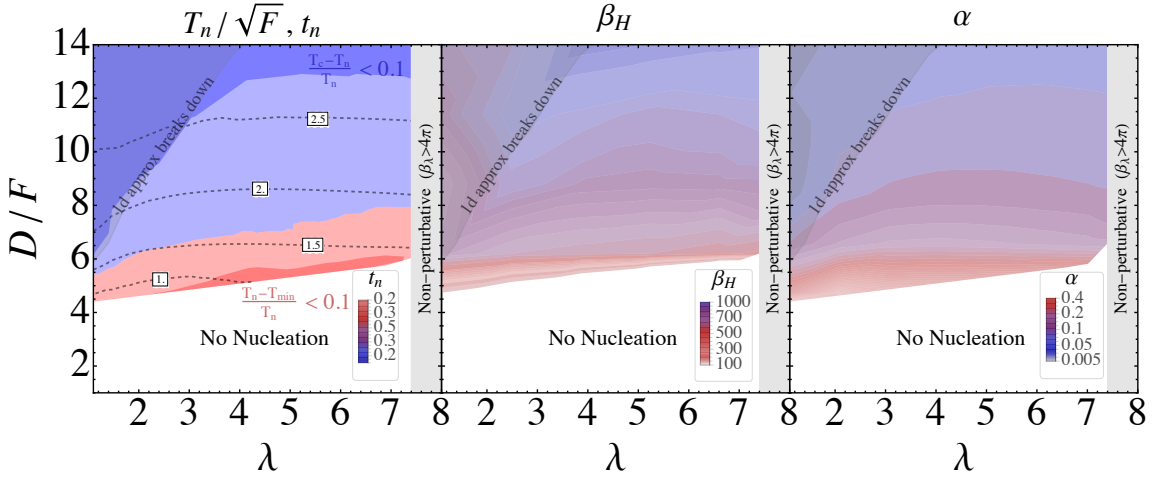 T_n/√F, t_n
β_H
α
D/F
14
12
10
8
6
4
2
1d approx breaks down
(T_c−T_n)/T_n < 0.1
2.5
2.
1.5
1.
(T_n−T_min)/T_n < 0.1
No Nucleation
t_n
0.2
0.3
0.5
0.3
0.2
Non-perturbative (β_λ>4π)
1d approx breaks down
No Nucleation
β_H
1000
700
500
300
100
Non-perturbative (β_λ>4π)
1d approx breaks down
No Nucleation
α
0.4
0.2
0.1
0.05
0.005
Non-perturbative (β_λ>4π)
2 3 4 5 6 7
2 3 4 5 6 7 8
2 3 4 5 6 7 8
λ
λ
λ